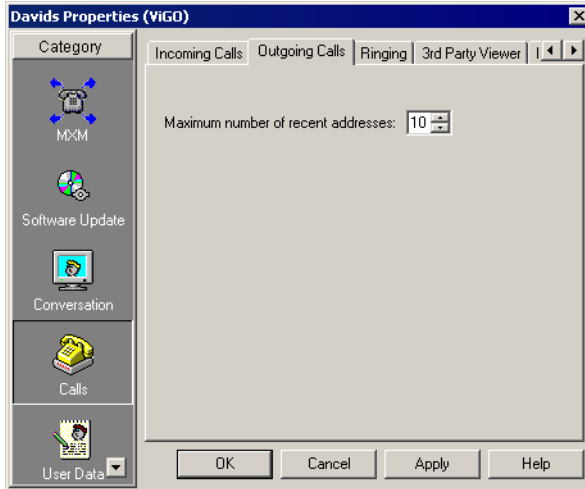 Davids Properties (ViGO)
Category
MXM
Software Update
Conversation
Calls
User Data
Incoming Calls Outgoing Calls Ringing 3rd Party Viewer
Maximum number of recent addresses: 10
OK Cancel Apply Help